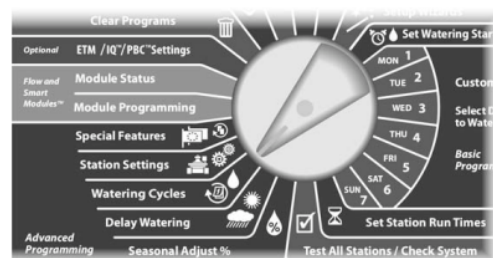 Clear Programs
Optional ETM / IQ™/PBC™Settings
Flow and
Smart
Modules™
Module Status
Module Programming
Special Features
Station Settings
Watering Cycles
Delay Watering
Advanced
Programming
Seasonal Adjust %
%
Setup Wizards
Set Watering Star
MON 1
TUE 2
WED 3
THU 4
FRI 5
SAT 6
SUN 7
Custo
Select D
to Wate
Basic
Progra
Set Station Run Times
Test All Stations / Check System